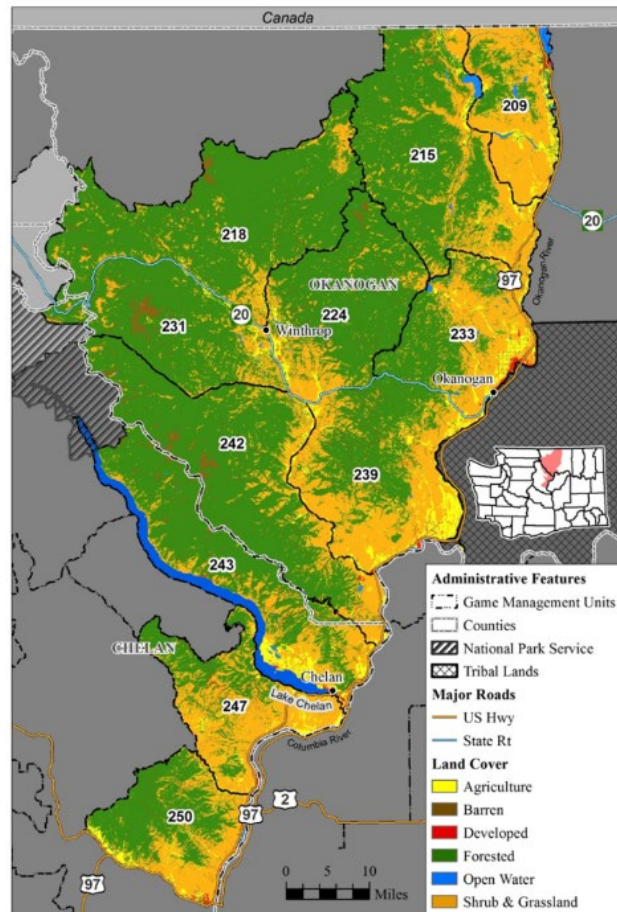 Canada
209
215
20
218
97
Okanogan River
OKANOGAN
20
224
231
Winthrop
233
Okanogan
242
239
243
CHELAN
Chelan
Lake Chelan
247
Columbia River
250
97
2
97
0
5
10
Miles
Administrative Features
Game Management Units
Counties
National Park Service
Tribal Lands
Major Roads
US Hwy
State Rt
Land Cover
Agriculture
Barren
Developed
Forested
Open Water
Shrub & Grassland